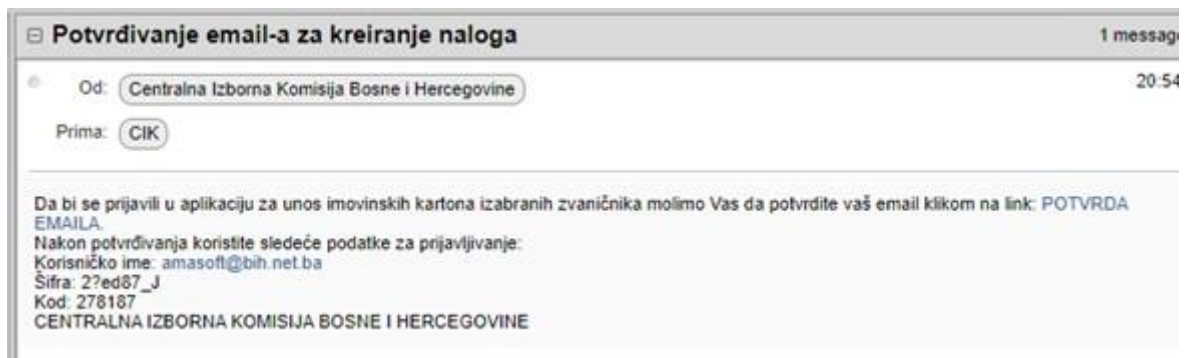 Potvrđivanje email-a za kreiranje naloga 1 message
Od: Centralna Izborna Komisija Bosne i Hercegovine 20:54
Prima: CIK
Da bi se prijavili u aplikaciju za unos imovinskih kartona izabranih zvaničnika molimo Vas da potvrdite vaš email klikom na link: POTVRDA
EMAILA.
Nakon potvrđivanja koristite sledeće podatke za prijavljivanje:
Korisničko ime: amasoft@bih.net.ba
Šifra: 2?ed87_J
Kod: 278187
CENTRALNA IZBORNA KOMISIJA BOSNE I HERCEGOVINE